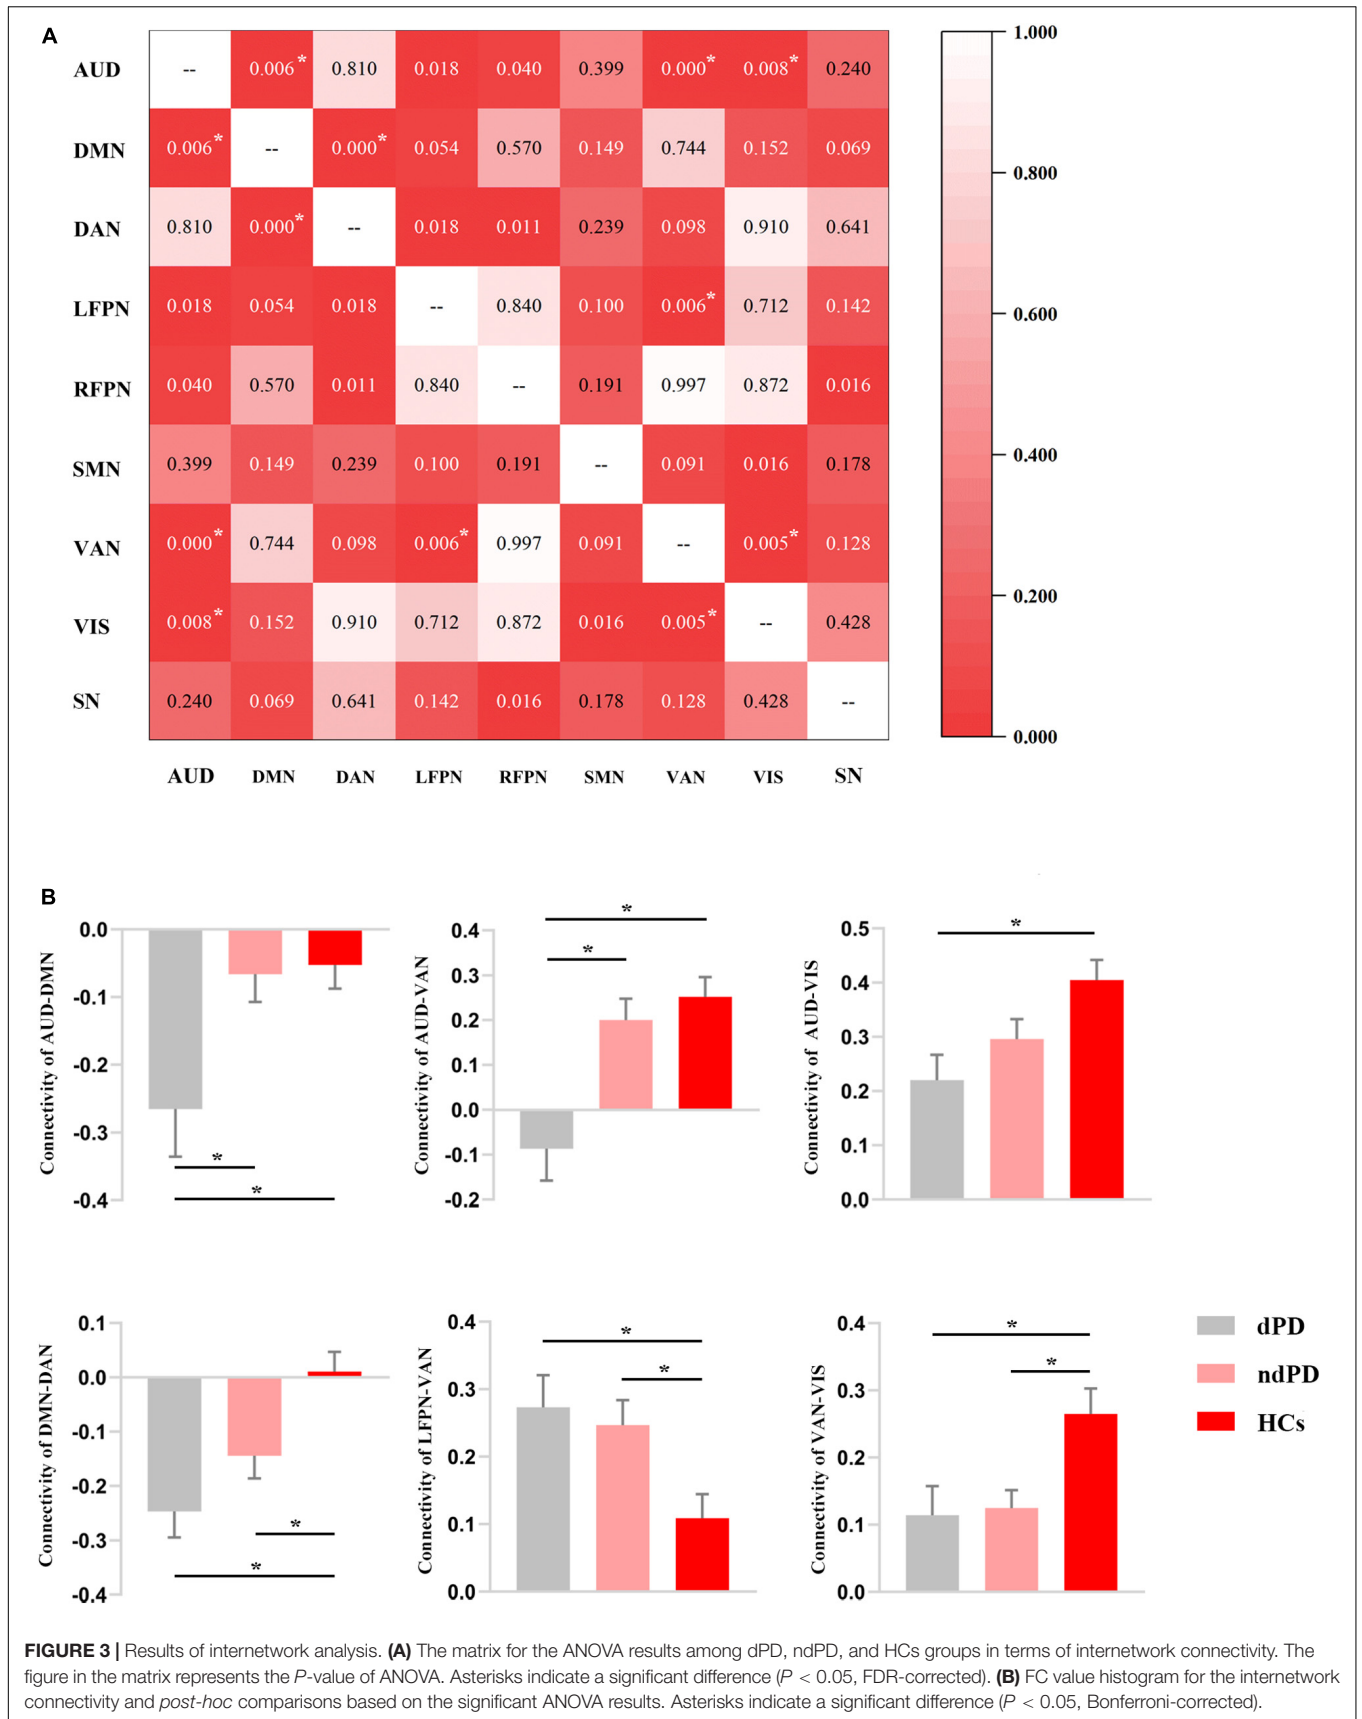 A
AUD -- 0.006* 0.810 0.018 0.040 0.399 0.000* 0.008* 0.240
DMN 0.006* -- 0.000* 0.054 0.570 0.149 0.744 0.152 0.069
DAN 0.810 0.000* -- 0.018 0.011 0.239 0.098 0.910 0.641
LFPN 0.018 0.054 0.018 -- 0.840 0.100 0.006* 0.712 0.142
RFPN 0.040 0.570 0.011 0.840 -- 0.191 0.997 0.872 0.016
SMN 0.399 0.149 0.239 0.100 0.191 -- 0.091 0.016 0.178
VAN 0.000* 0.744 0.098 0.006* 0.997 0.091 -- 0.005* 0.128
VIS 0.008* 0.152 0.910 0.712 0.872 0.016 0.005* -- 0.428
SN 0.240 0.069 0.641 0.142 0.016 0.178 0.128 0.428 --
AUD DMN DAN LFPN RFPN SMN VAN VIS SN
1.000
0.800
0.600
0.400
0.200
0.000
B
Connectivity of AUD-DMN
0.0
-0.1
-0.2
-0.3
-0.4
*
*
Connectivity of AUD-VAN
0.4
0.3
0.2
0.1
0.0
-0.1
-0.2
*
*
Connectivity of AUD-VIS
0.5
0.4
0.3
0.2
0.1
0.0
*
Connectivity of DMN-DAN
0.1
0.0
-0.1
-0.2
-0.3
-0.4
*
*
Connectivity of LFPN-VAN
0.4
0.3
0.2
0.1
0.0
*
*
Connectivity of VAN-VIS
0.4
0.3
0.2
0.1
0.0
*
*
dPD
ndPD
HCs
FIGURE 3 | Results of internetwork analysis. (A) The matrix for the ANOVA results among dPD, ndPD, and HCs groups in terms of internetwork connectivity. The
figure in the matrix represents the P-value of ANOVA. Asterisks indicate a significant difference (P < 0.05, FDR-corrected). (B) FC value histogram for the internetwork
connectivity and post-hoc comparisons based on the significant ANOVA results. Asterisks indicate a significant difference (P < 0.05, Bonferroni-corrected).